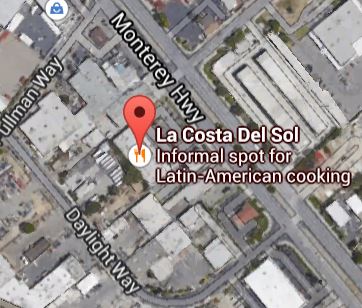 Monterey Hwy
ullman Way
La Costa Del Sol
Informal spot for
Latin-American cooking
Daylight Way